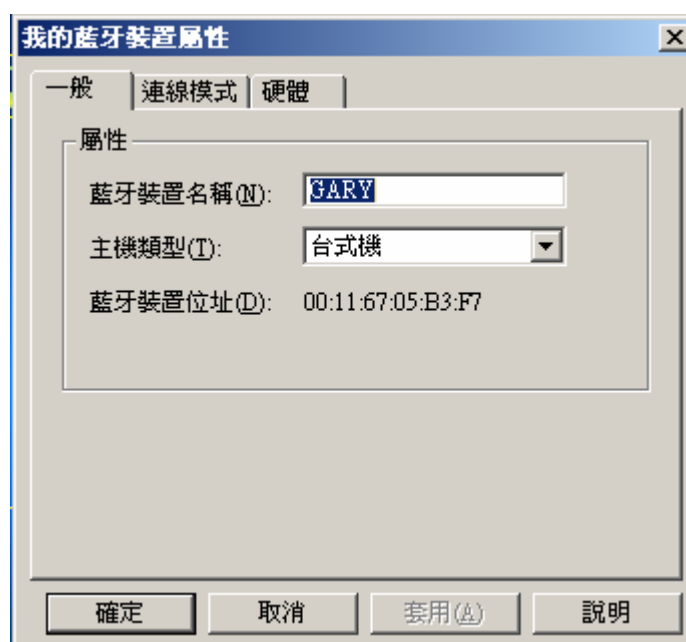 我的藍牙裝置屬性
一般 連線模式 硬體
屬性
藍牙裝置名稱(N): GARY
主機類型(T): 台式機
藍牙裝置位址(D): 00:11:67:05:B3:F7
確定 取消 套用(A) 說明